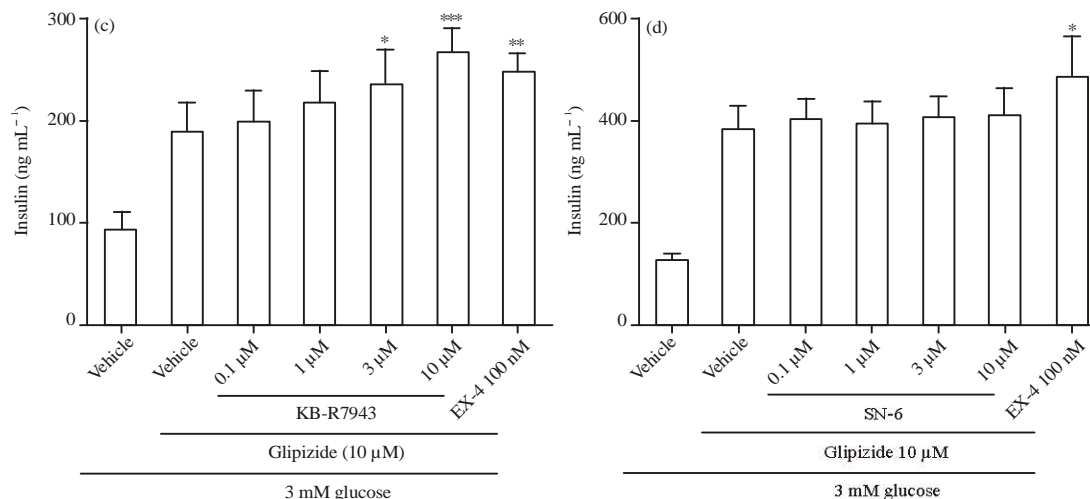 (c)
Insulin (ng mL⁻¹)
300
200
100
0
*
***
**
Vehicle
Vehicle
0.1 µM
1 µM
3 µM
10 µM
EX-4 100 nM
KB-R7943
Glipizide (10 µM)
3 mM glucose
(d)
Insulin (ng mL⁻¹)
600
400
200
0
*
Vehicle
Vehicle
0.1 µM
1 µM
3 µM
10 µM
EX-4 100 nM
SN-6
Glipizide 10 µM
3 mM glucose